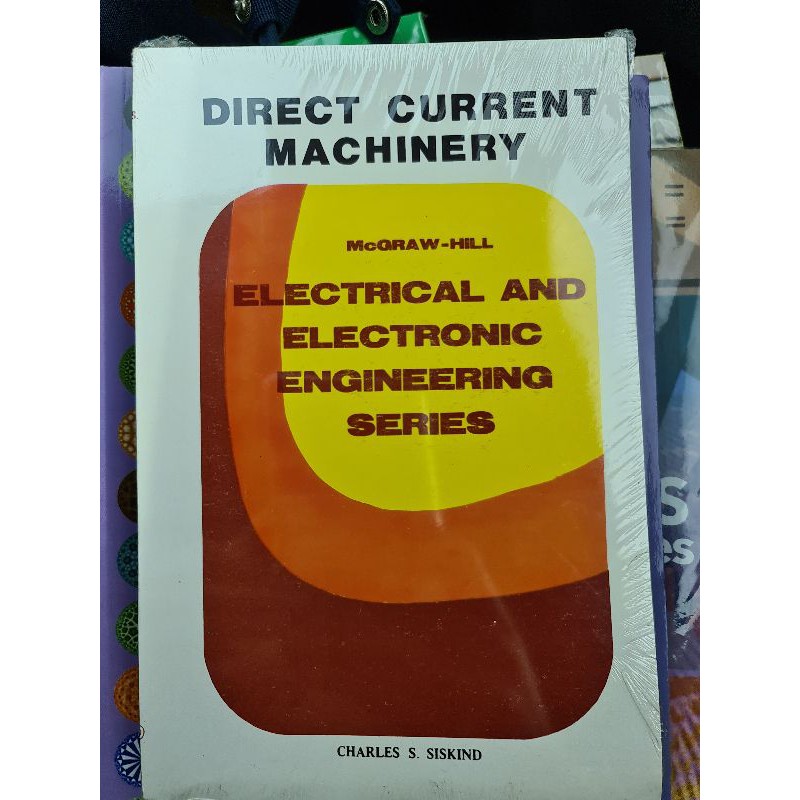 DIRECT CURRENT
MACHINERY
McGRAW-HILL
ELECTRICAL AND
ELECTRONIC
ENGINEERING
SERIES
CHARLES S. SISKIND